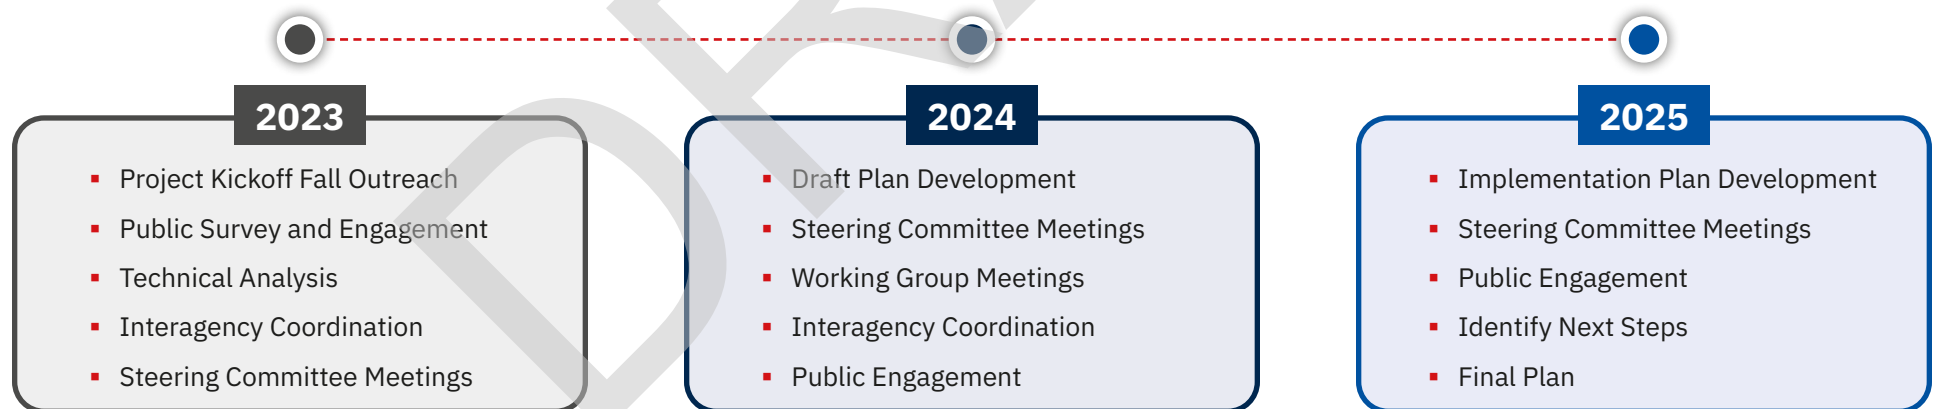 2023
Project Kickoff Fall Outreach
Public Survey and Engagement
Technical Analysis
Interagency Coordination
Steering Committee Meetings
2024
Draft Plan Development
Steering Committee Meetings
Working Group Meetings
Interagency Coordination
Public Engagement
2025
Implementation Plan Development
Steering Committee Meetings
Public Engagement
Identify Next Steps
Final Plan